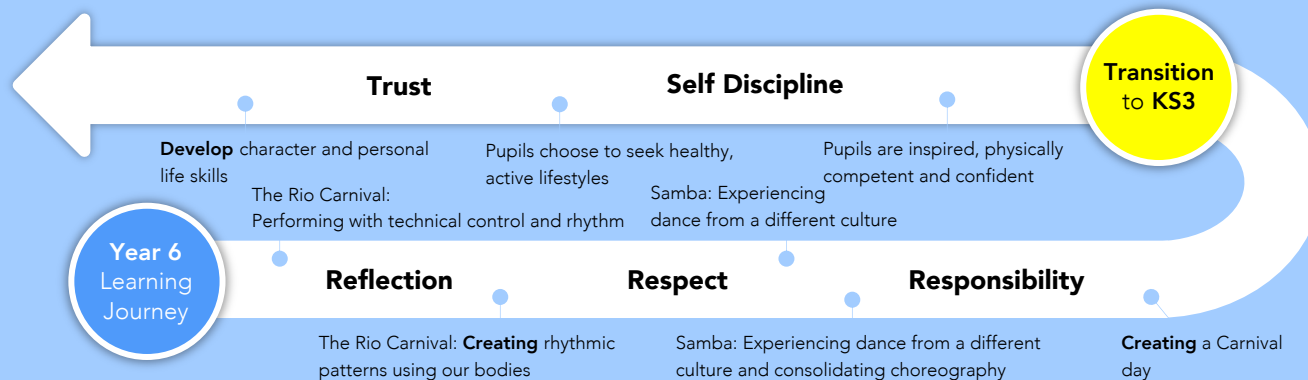 Trust
Self Discipline
Transition
to KS3
Develop character and personal
life skills
Pupils choose to seek healthy,
active lifestyles
Pupils are inspired, physically
competent and confident
The Rio Carnival:
Performing with technical control and rhythm
Samba: Experiencing
dance from a different culture
Year 6
Learning
Journey
Reflection
Respect
Responsibility
The Rio Carnival: Creating rhythmic
patterns using our bodies
Samba: Experiencing dance from a different
culture and consolidating choreography
Creating a Carnival
day